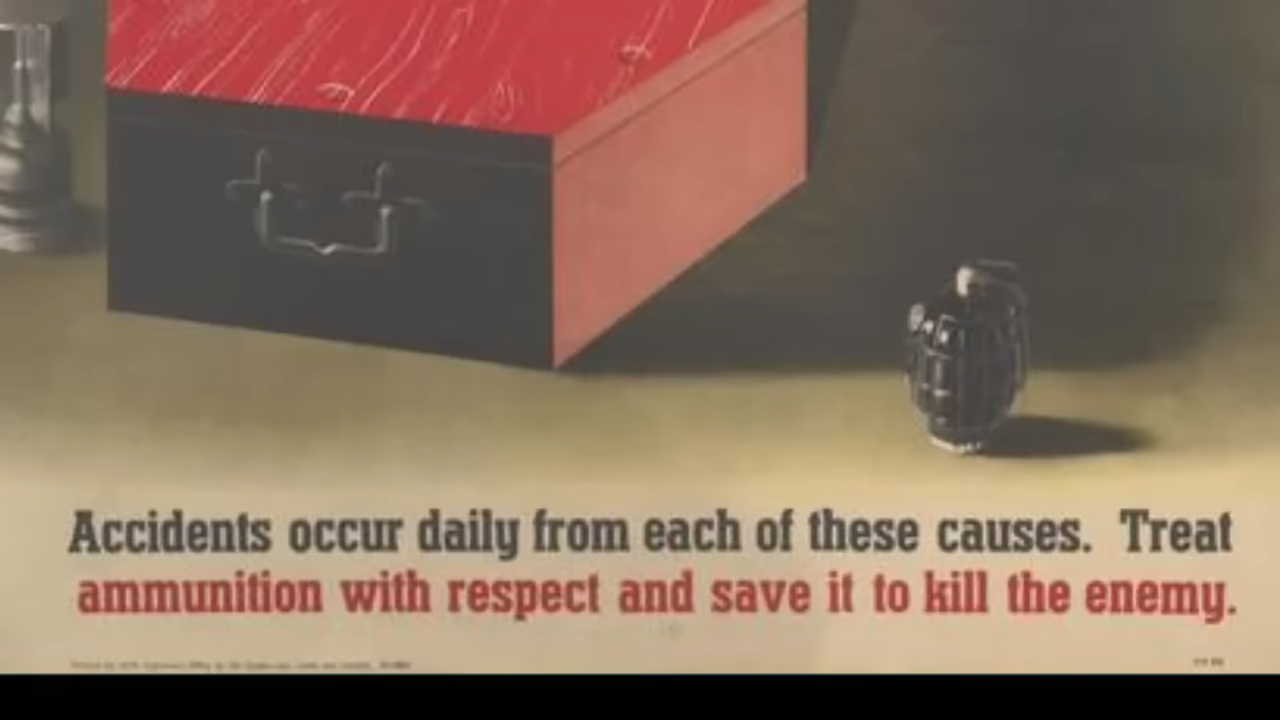 Accidents occur daily from each of these causes. Treat
ammunition with respect and save it to kill the enemy.